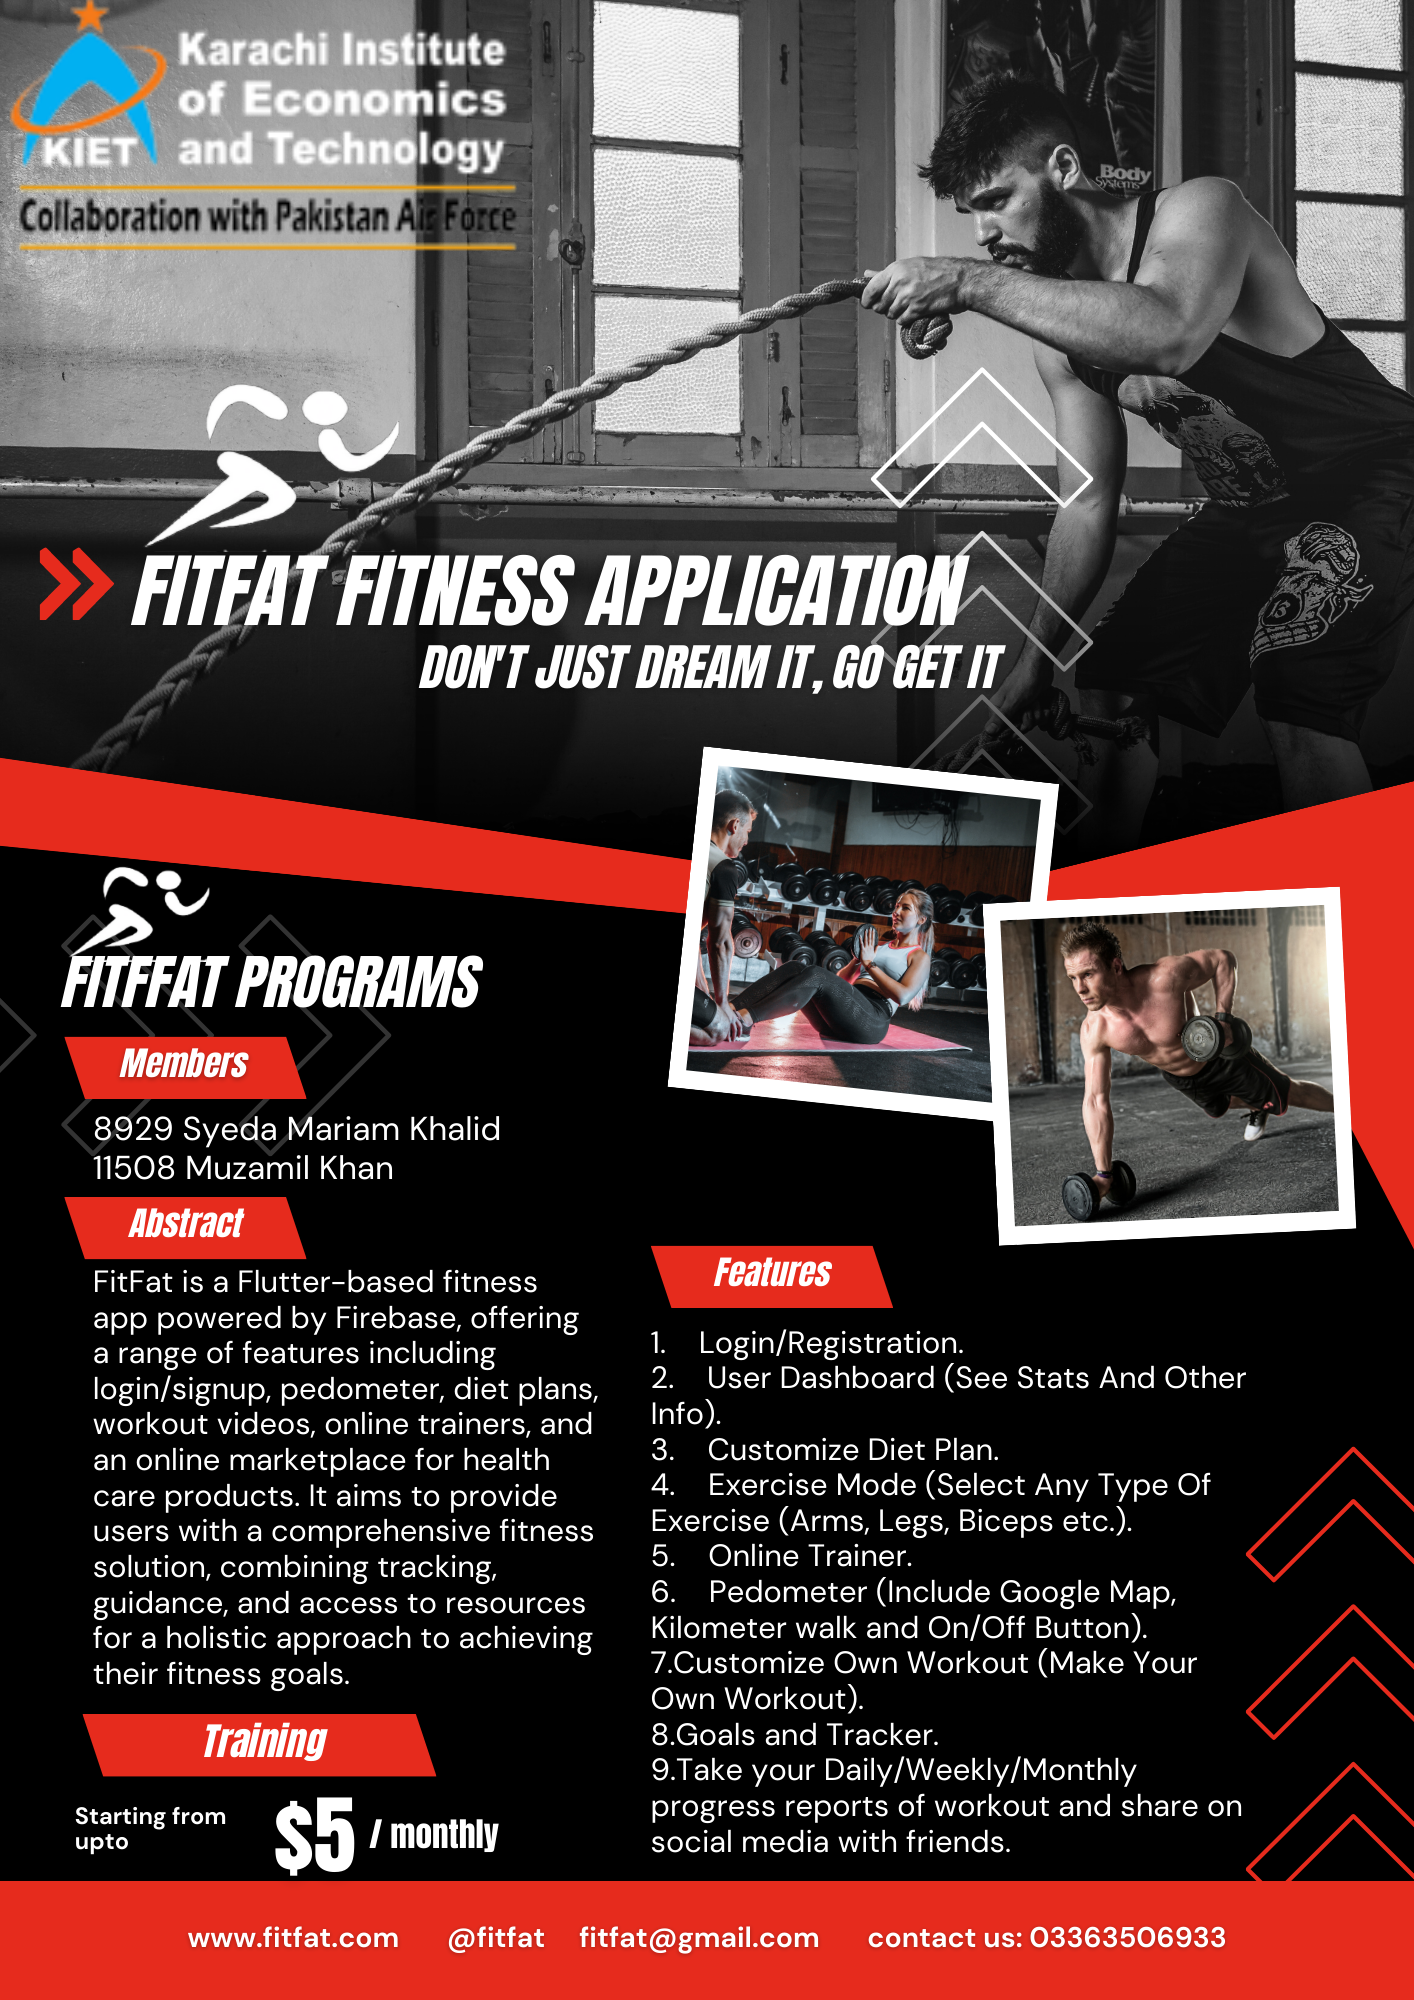 Karachi Institute
of Economics
and Technology
KIET
Collaboration with Pakistan Air Force
Body
Systems
FITFAT FITNESS APPLICATION
DON'T JUST DREAM IT, GO GET IT
FITFFAT PROGRAMS
Members
8929 Syeda Mariam Khalid
11508 Muzamil Khan
Abstract
FitFat is a Flutter-based fitness
app powered by Firebase, offering
a range of features including
login/signup, pedometer, diet plans,
workout videos, online trainers, and
an online marketplace for health
care products. It aims to provide
users with a comprehensive fitness
solution, combining tracking,
guidance, and access to resources
for a holistic approach to achieving
their fitness goals.
Training
Starting from
upto
$5 / monthly
Features
1. Login/Registration.
2. User Dashboard (See Stats And Other
Info).
3. Customize Diet Plan.
4. Exercise Mode (Select Any Type Of
Exercise (Arms, Legs, Biceps etc.).
5. Online Trainer.
6. Pedometer (Include Google Map,
Kilometer walk and On/Off Button).
7.Customize Own Workout (Make Your
Own Workout).
8.Goals and Tracker.
9.Take your Daily/Weekly/Monthly
progress reports of workout and share on
social media with friends.
www.fitfat.com @fitfat fitfat@gmail.com contact us: 03363506933